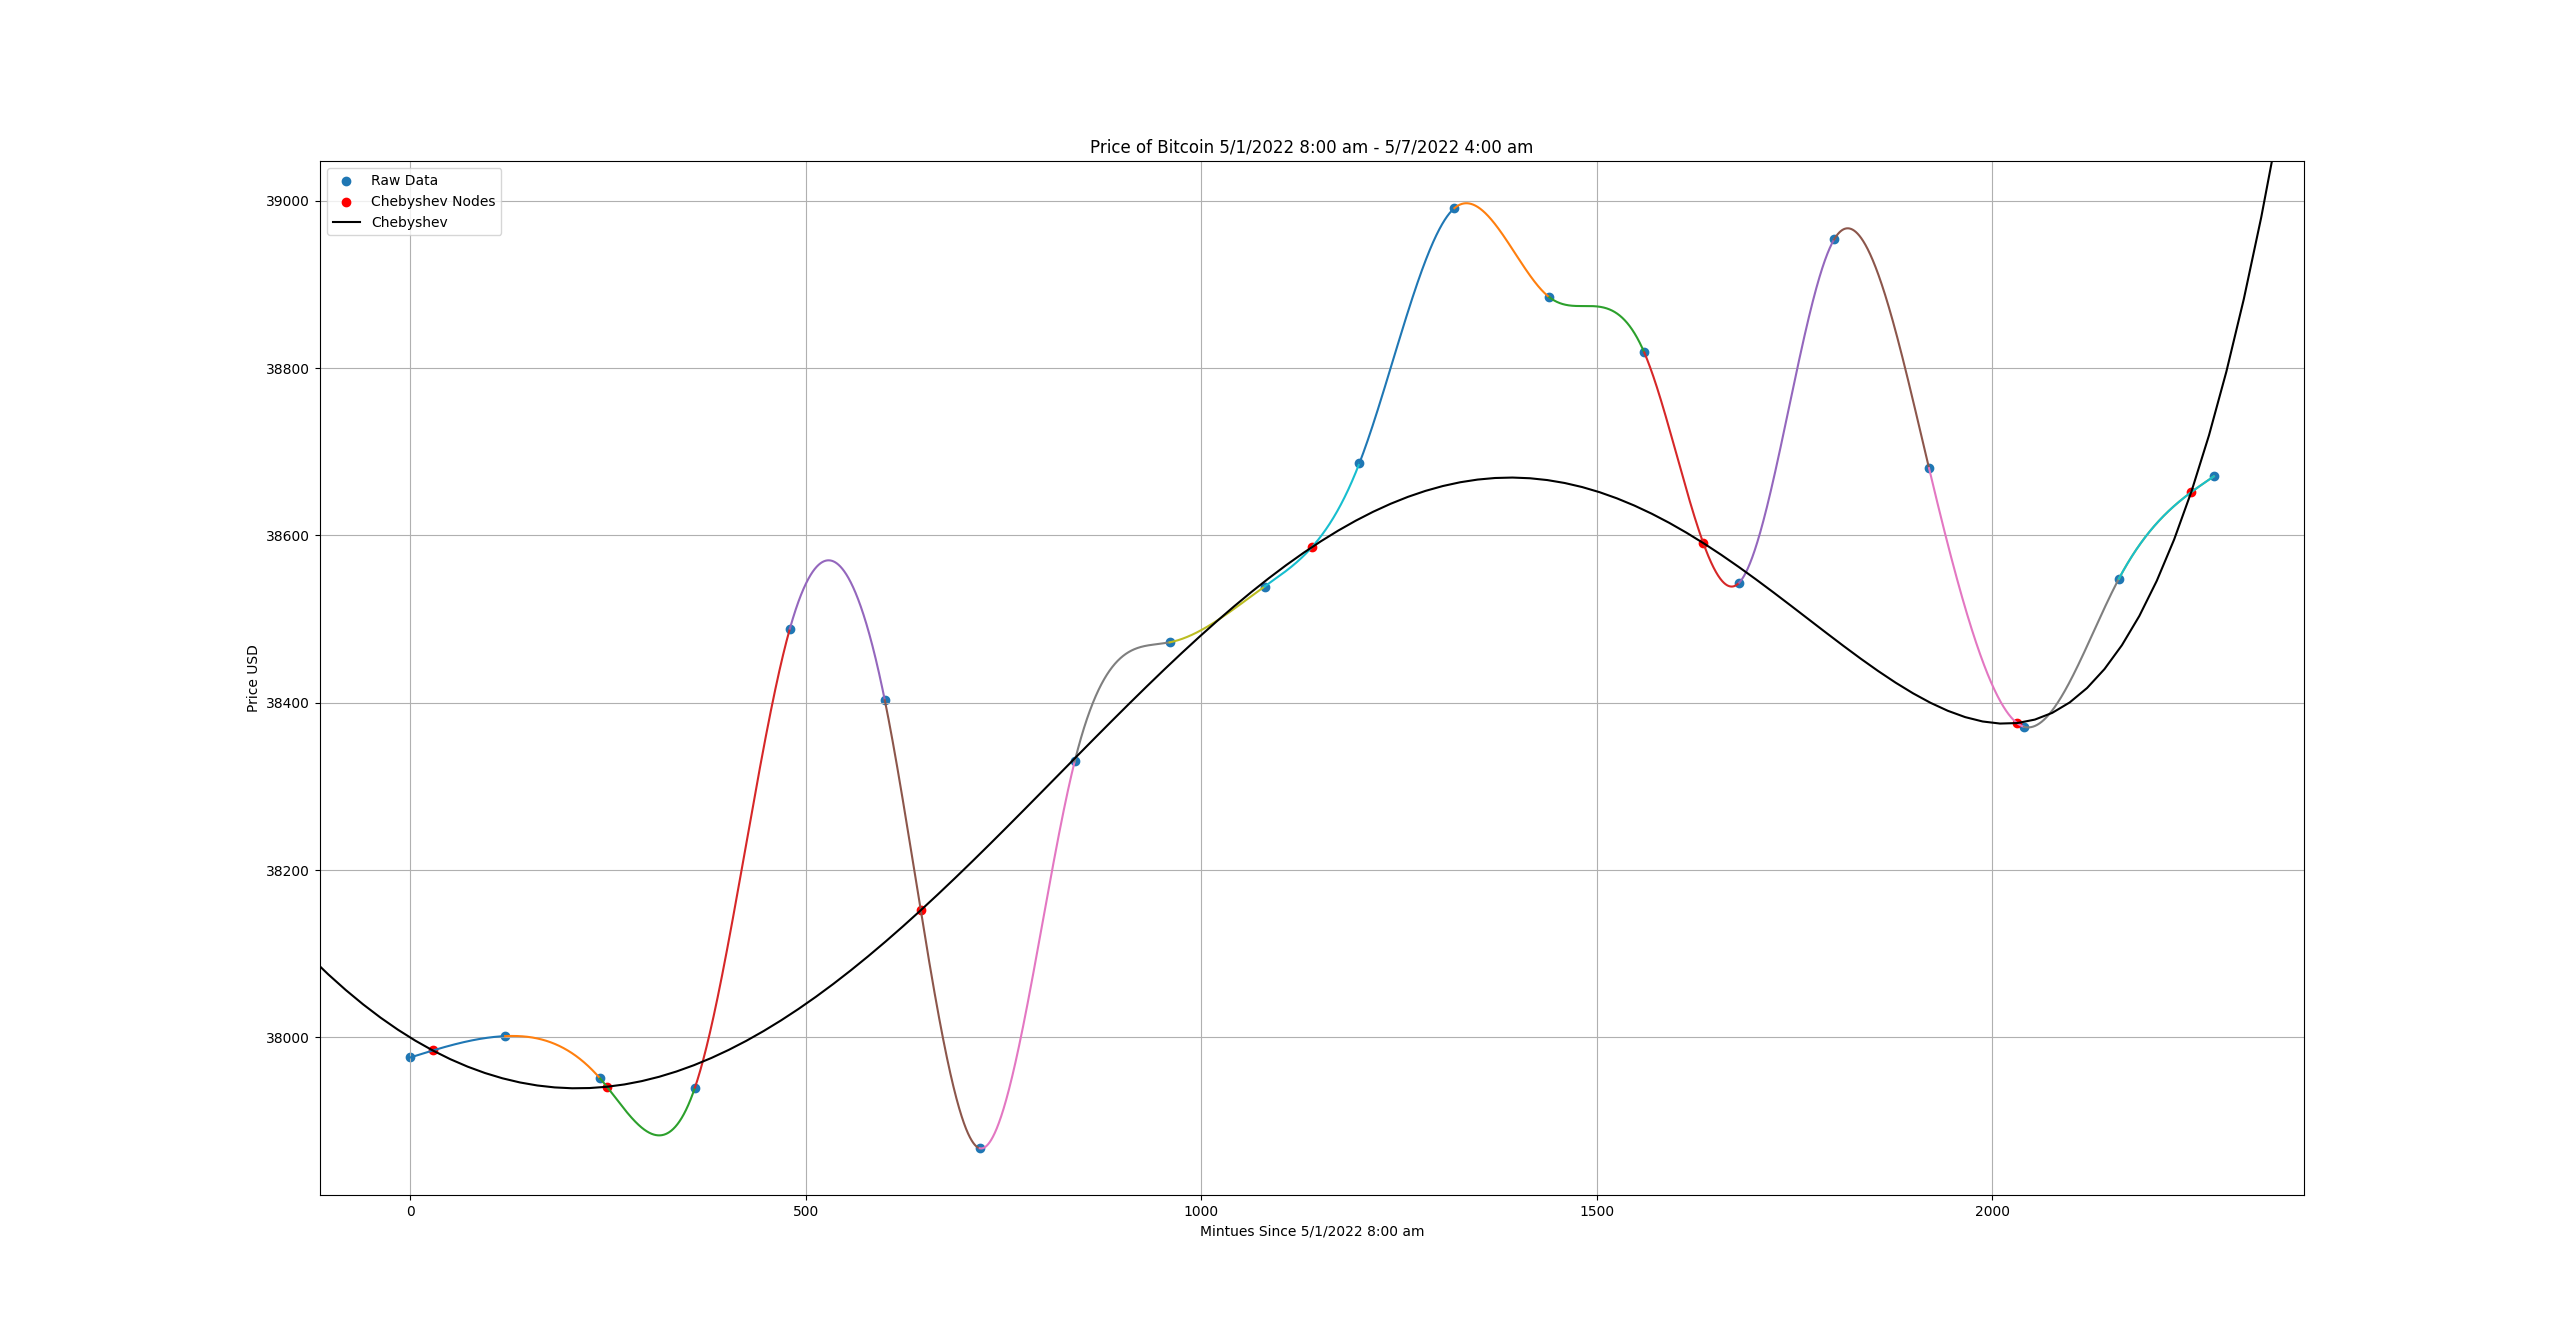 Price of Bitcoin 5/1/2022 8:00 am - 5/7/2022 4:00 am
Raw Data
Chebyshev Nodes
Chebyshev
39000
38800
38600
38400
38200
38000
Price USD
0 500 1000 1500 2000
Mintues Since 5/1/2022 8:00 am